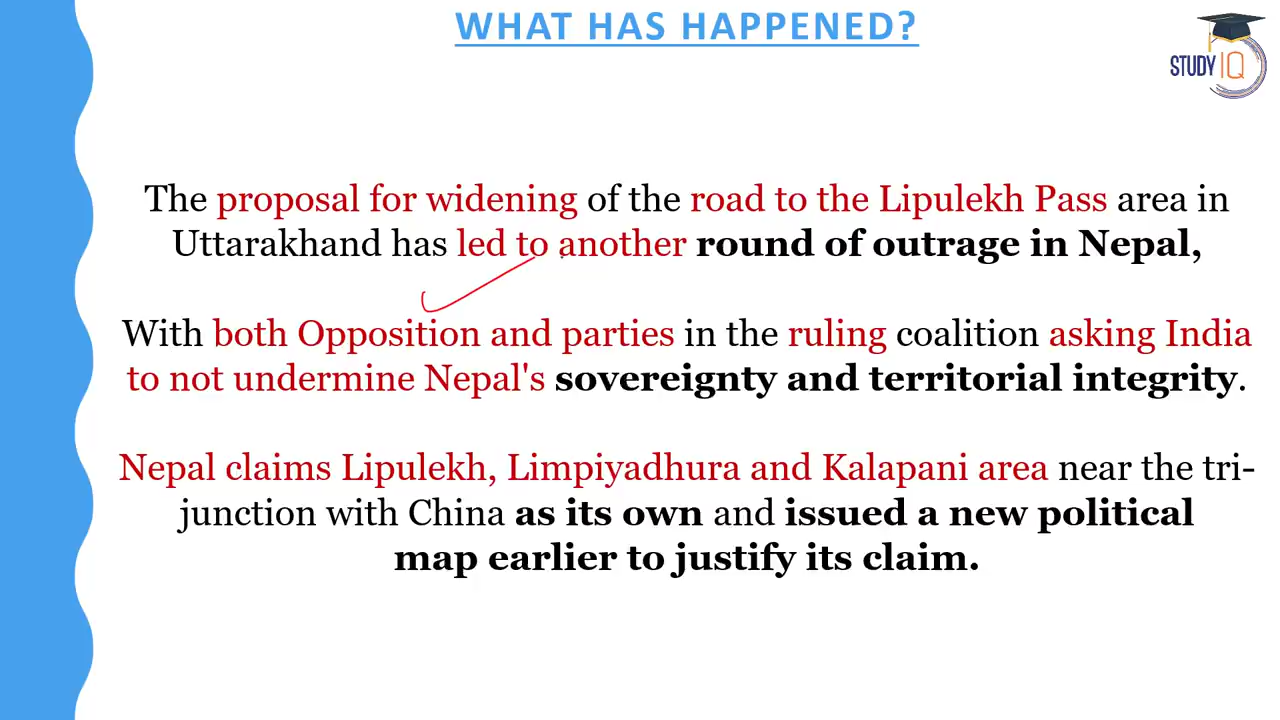 WHAT HAS HAPPENED?
STUDY IQ
The proposal for widening of the road to the Lipulekh Pass area in
Uttarakhand has led to another round of outrage in Nepal,
With both Opposition and parties in the ruling coalition asking India
to not undermine Nepal's sovereignty and territorial integrity.
Nepal claims Lipulekh, Limpiyadhura and Kalapani area near the tri-
junction with China as its own and issued a new political
map earlier to justify its claim.